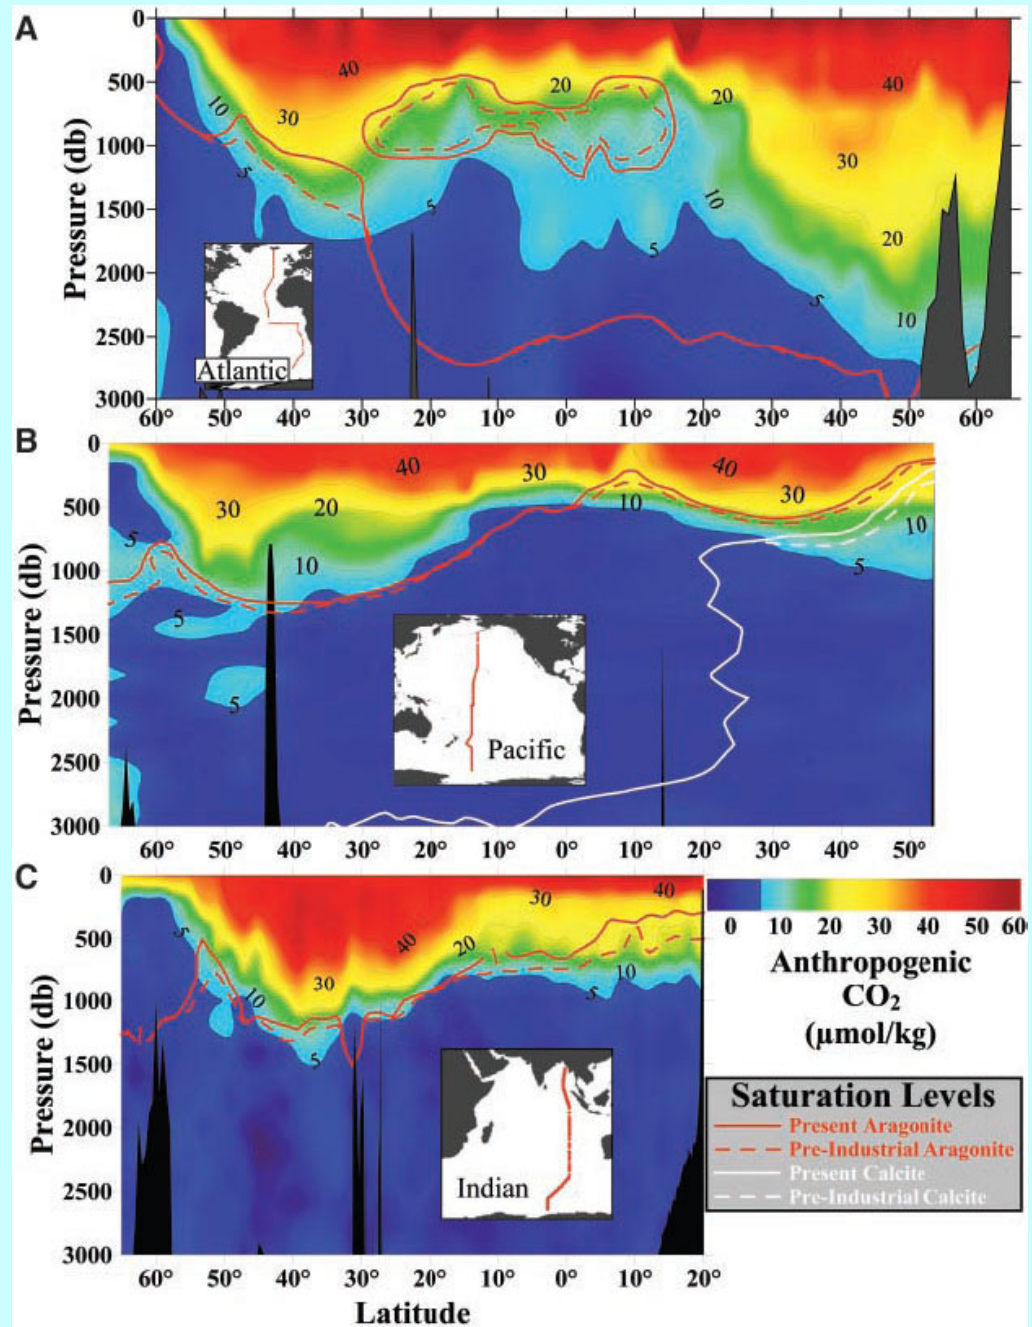 A
0
500
1000
1500
2000
2500
3000
Pressure (db)
40
30
10
5
20
5
5
20
40
30
10
20
5
10
Atlantic
60° 50° 40° 30° 20° 10° 0° 10° 20° 30° 40° 50° 60°
B
0
500
1000
1500
2000
2500
3000
Pressure (db)
40 30 40
30 20 10 30
5 10 10
5 5
5
Pacific
60° 50° 40° 30° 20° 10° 0° 10° 20° 30° 40° 50°
C
0
500
1000
1500
2000
2500
3000
Pressure (db)
30 40
5 40 20
10 30 10
5 5
Indian
60° 50° 40° 30° 20° 10° 0° 10° 20°
Latitude
0 10 20 30 40 50 60
Anthropogenic
CO₂
(μmol/kg)
Saturation Levels
Present Aragonite
Pre-Industrial Aragonite
Present Calcite
Pre-Industrial Calcite